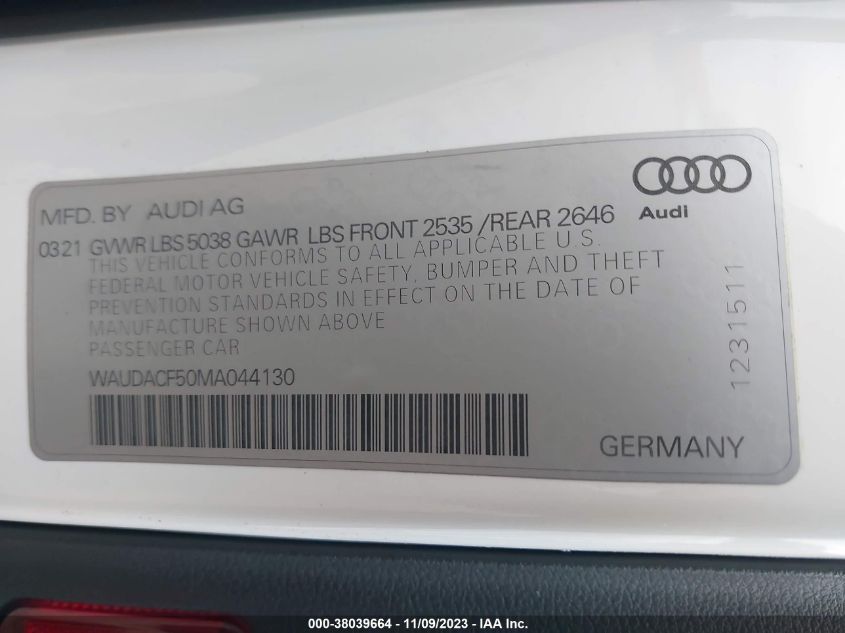 MFD. BY AUDI AG
Audi
0321 GVWR LBS 5038 GAWR LBS FRONT 2535 /REAR 2646
THIS VEHICLE CONFORMS TO ALL APPLICABLE U.S.
FEDERAL MOTOR VEHICLE SAFETY, BUMPER AND THEFT
PREVENTION STANDARDS IN EFFECT ON THE DATE OF
MANUFACTURE SHOWN ABOVE
PASSENGER CAR
WAUDACF50MA044130
1231511
GERMANY
000-38039664 - 11/09/2023 - IAA Inc.